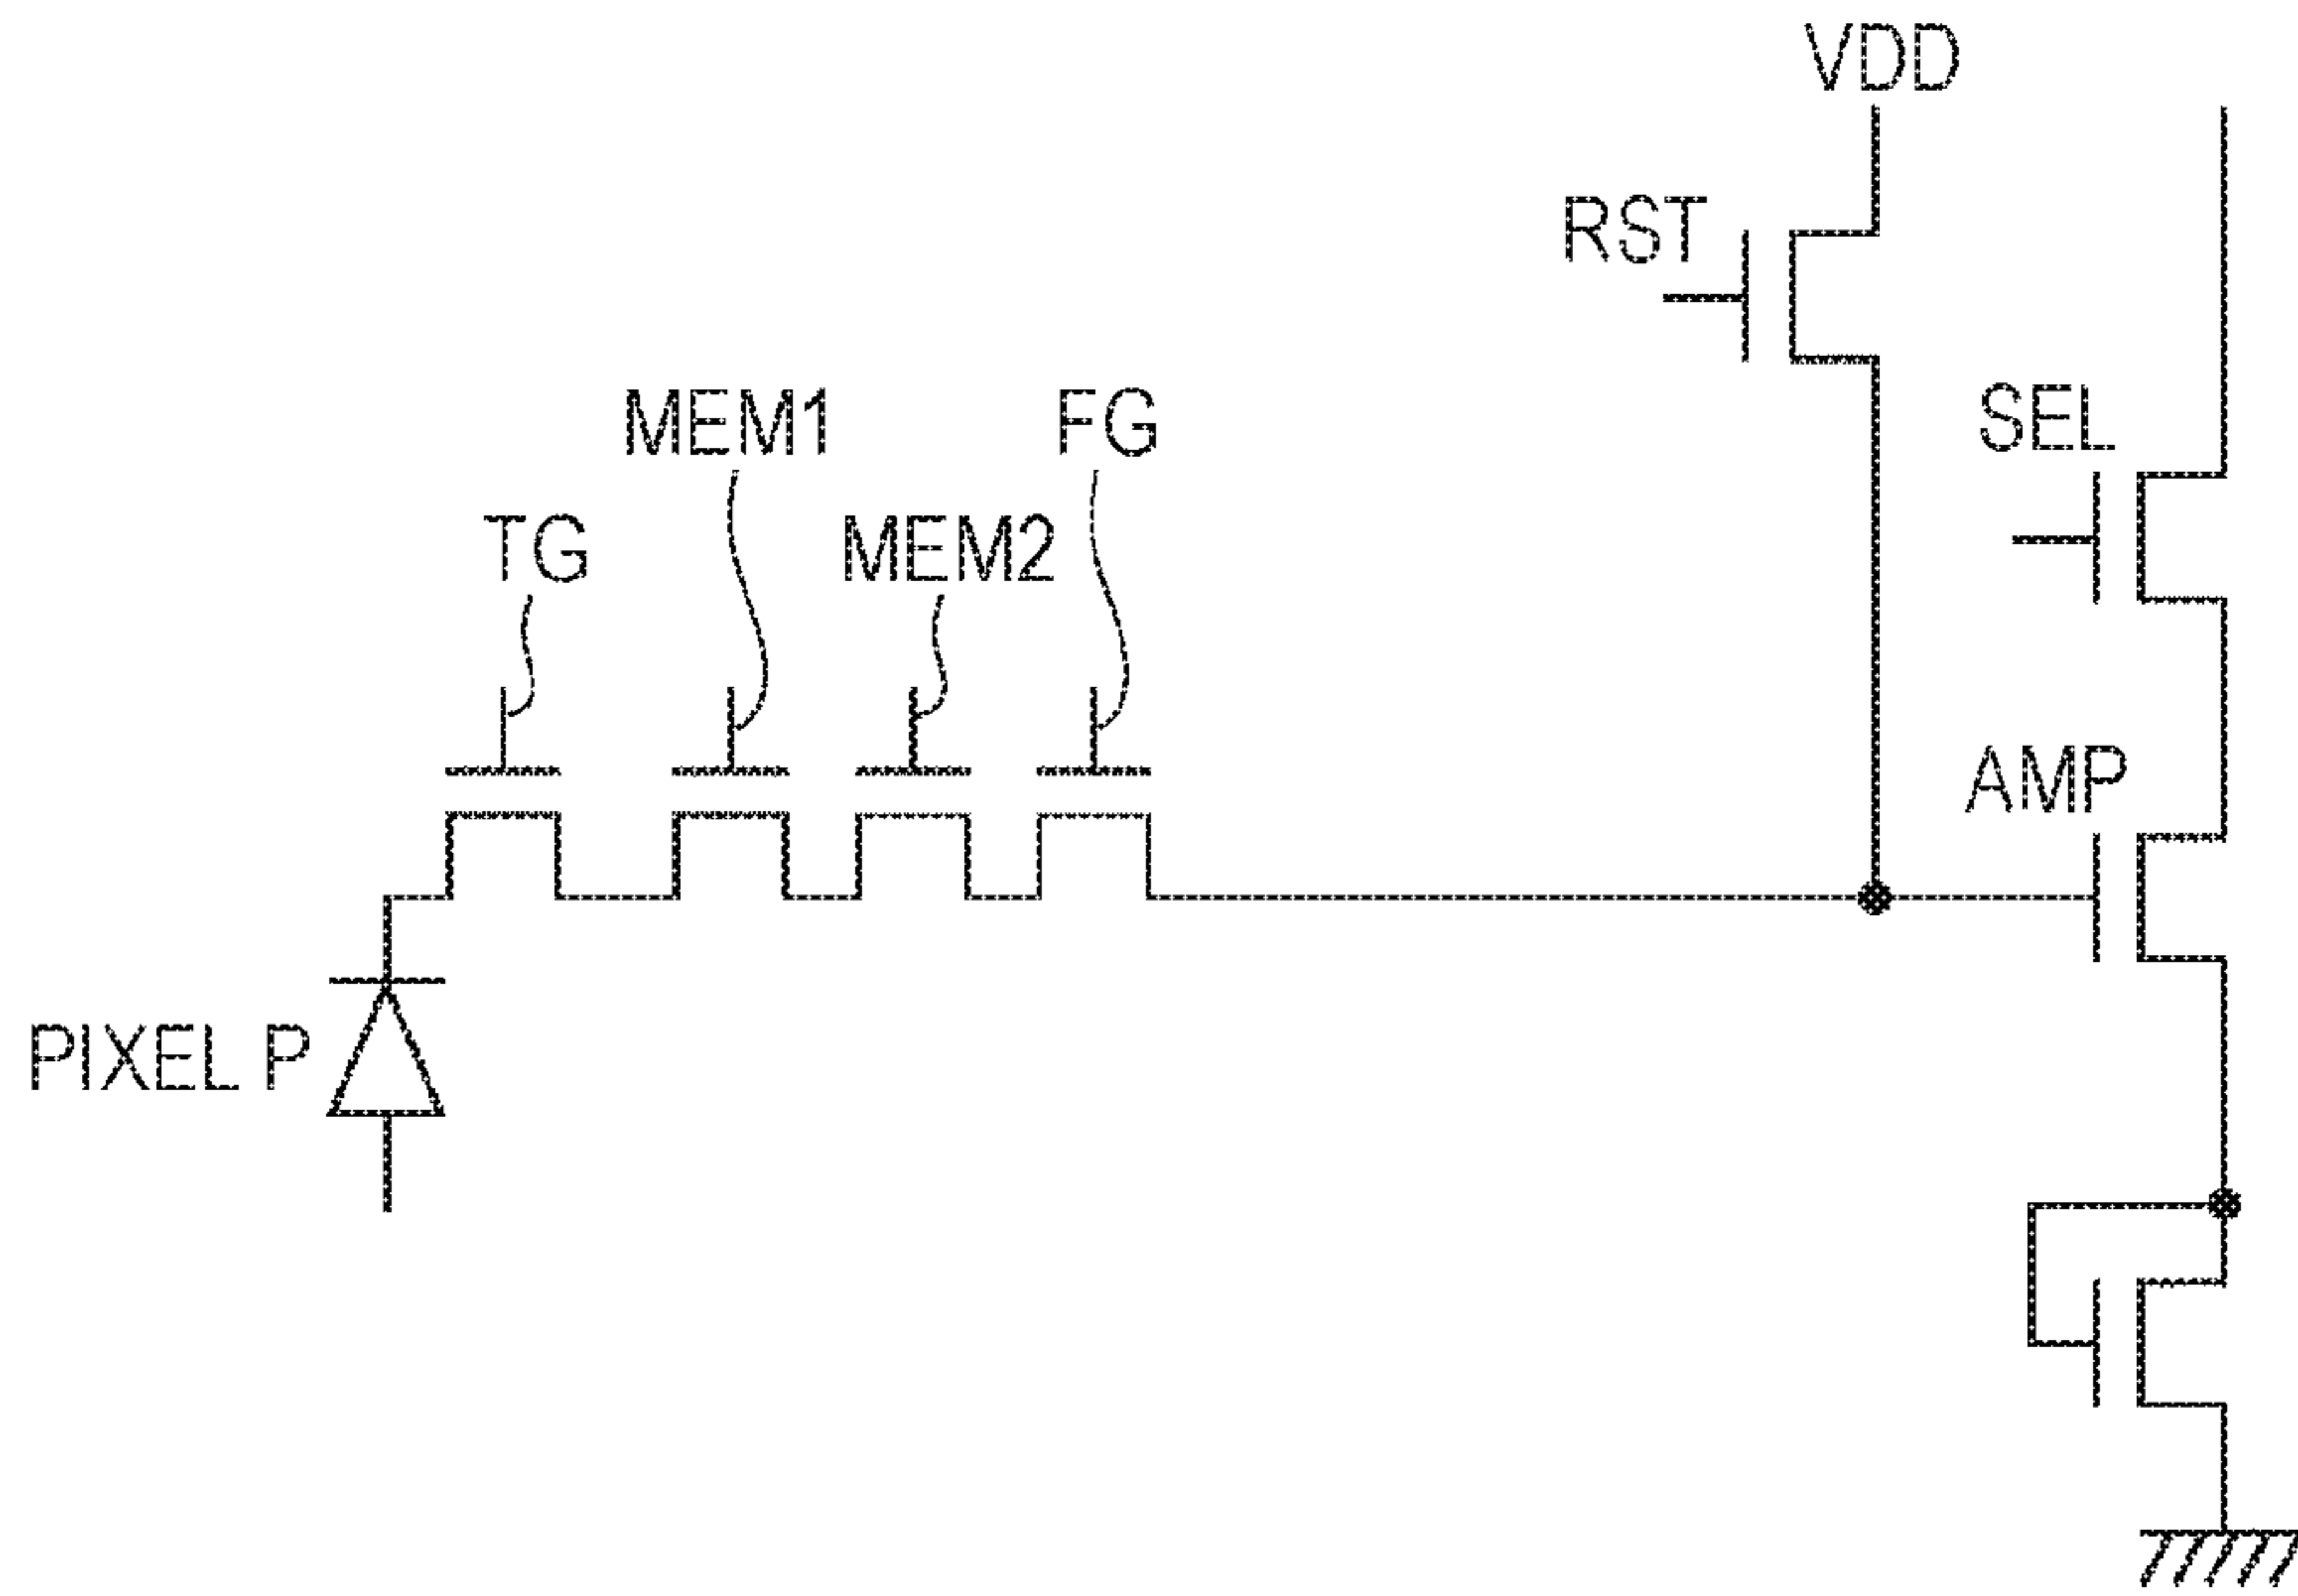 VDD
RST
SEL
MEM1
FG
TG
MEM2
AMP
PIXEL P